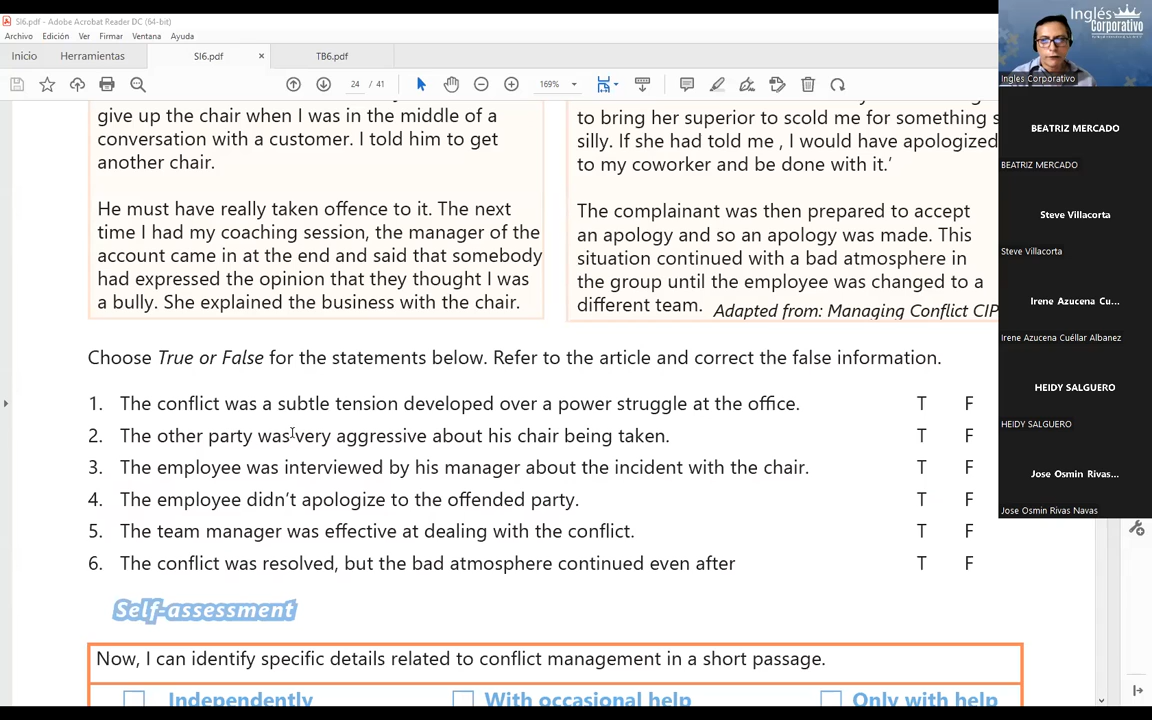 SI6.pdf - Adobe Acrobat Reader DC (64-bit)
Archivo Edición Ver Firmar Ventana Ayuda
Inicio Herramientas SI6.pdf × TB6.pdf
24 / 41 169%
give up the chair when I was in the middle of a
conversation with a customer. I told him to get
another chair.
He must have really taken offence to it. The next
time I had my coaching session, the manager of the
account came in at the end and said that somebody
had expressed the opinion that they thought I was
a bully. She explained the business with the chair.
to bring her superior to scold me for something s
silly. If she had told me , I would have apologized
to my coworker and be done with it.’
The complainant was then prepared to accept
an apology and so an apology was made. This
situation continued with a bad atmosphere in
the group until the employee was changed to a
different team. Adapted from: Managing Conflict CIP
Choose True or False for the statements below. Refer to the article and correct the false information.
1. The conflict was a subtle tension developed over a power struggle at the office. T F
2. The other party was very aggressive about his chair being taken. T F
3. The employee was interviewed by his manager about the incident with the chair. T F
4. The employee didn’t apologize to the offended party. T F
5. The team manager was effective at dealing with the conflict. T F
6. The conflict was resolved, but the bad atmosphere continued even after T F
Self-assessment
Now, I can identify specific details related to conflict management in a short passage.
Independently With occasional help Only with help
Inglés
Corporativo
Ingles Corporativo
BEATRIZ MERCADO
BEATRIZ MERCADO
Steve Villacorta
Steve Villacorta
Irene Azucena Cu...
Irene Azucena Cuéllar Albanez
HEIDY SALGUERO
HEIDY SALGUERO
Jose Osmin Rivas...
Jose Osmin Rivas Navas